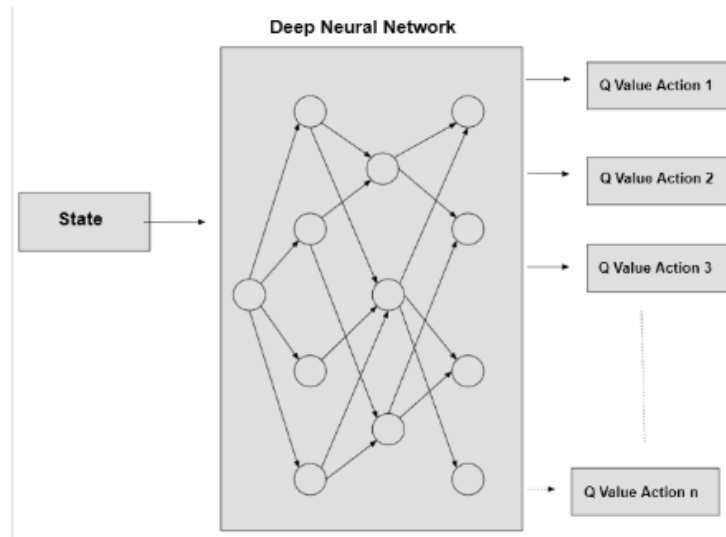 Deep Neural Network
Q Value Action 1
Q Value Action 2
State
Q Value Action 3
Q Value Action n